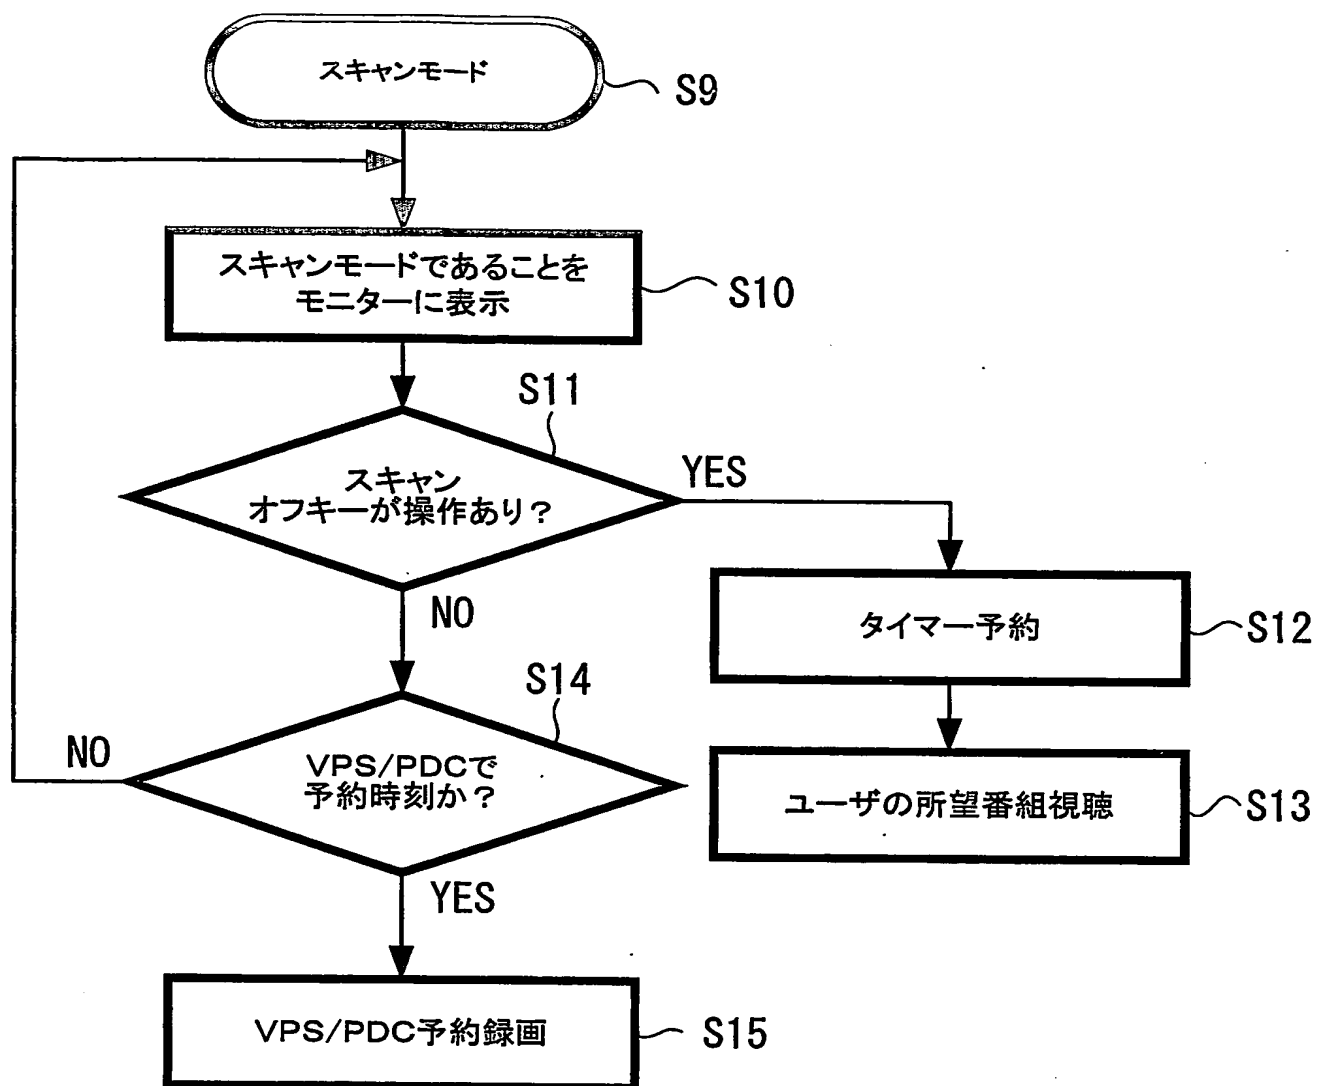 スキャンモード
S9
スキャンモードであることを
モニターに表示
S10
S11
スキャン
オフキーが操作あり？
YES
NO
タイマー予約
S12
S14
NO
VPS/PDCで
予約時刻か？
ユーザの所望番組視聴
S13
YES
VPS/PDC予約録画
S15